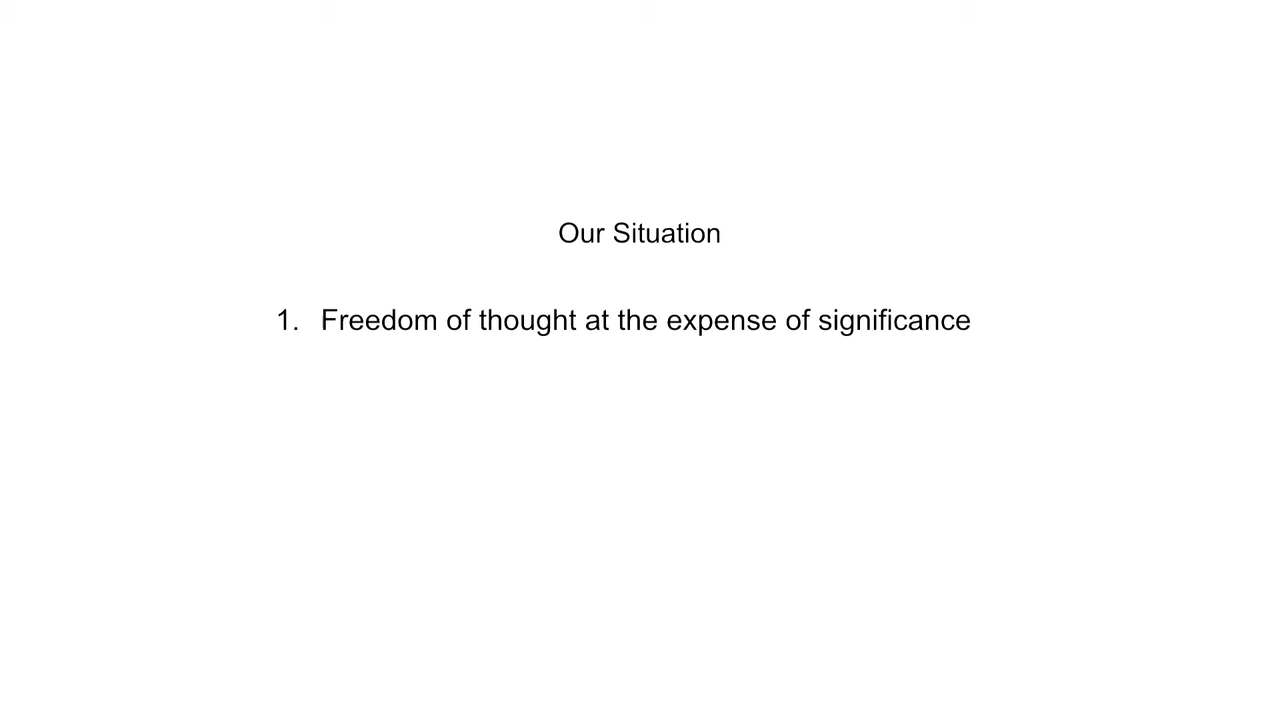 Our Situation
1. Freedom of thought at the expense of significance